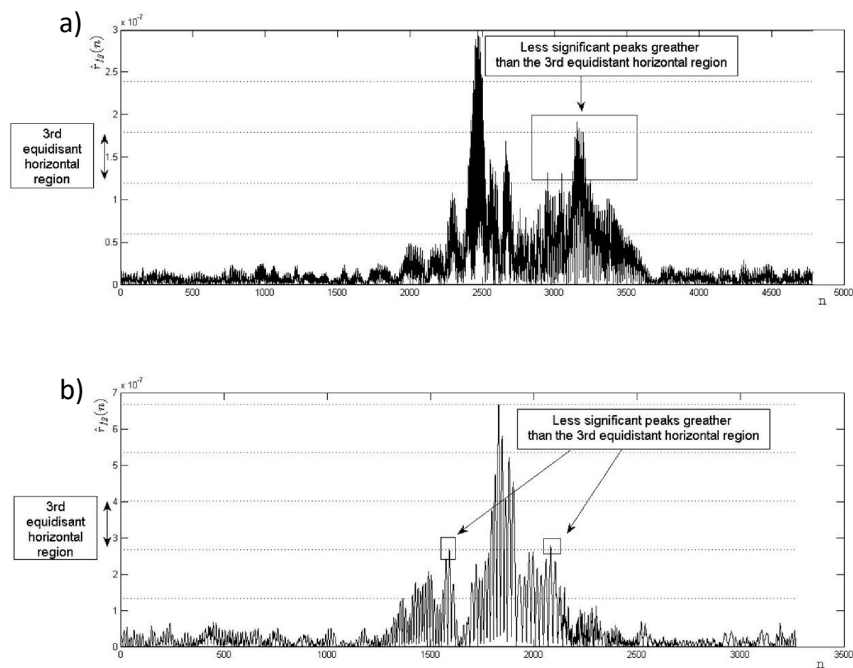 a)
x 10⁻⁷
r̂fg(n)
3
2.5
2
1.5
1
0.5
0
Less significant peaks greather
than the 3rd equidistant horizontal region
3rd
equidisant
horizontal
region
0 500 1000 1500 2000 2500 3000 3500 4000 4500 5000
n
b)
x 10⁻⁷
r̂fg(n)
7
6
5
4
3
2
1
0
Less significant peaks greather
than the 3rd equidistant horizontal region
3rd
equidisant
horizontal
region
0 500 1000 1500 2000 2500 3000 3500
n